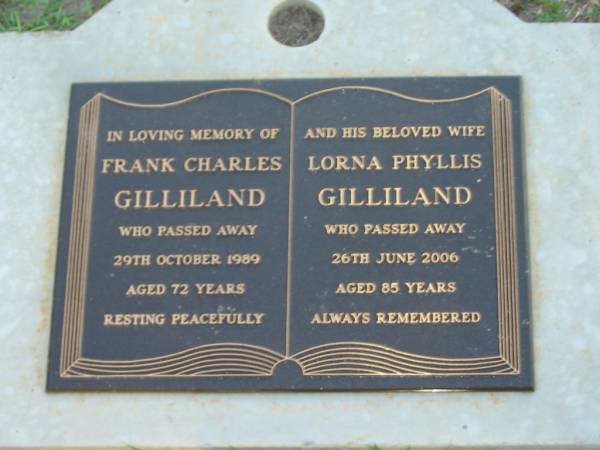 IN LOVING MEMORY OF
FRANK CHARLES
GILLILAND
WHO PASSED AWAY
29TH OCTOBER 1989
AGED 72 YEARS
RESTING PEACEFULLY
AND HIS BELOVED WIFE
LORNA PHYLLIS
GILLILAND
WHO PASSED AWAY
26TH JUNE 2006
AGED 85 YEARS
ALWAYS REMEMBERED